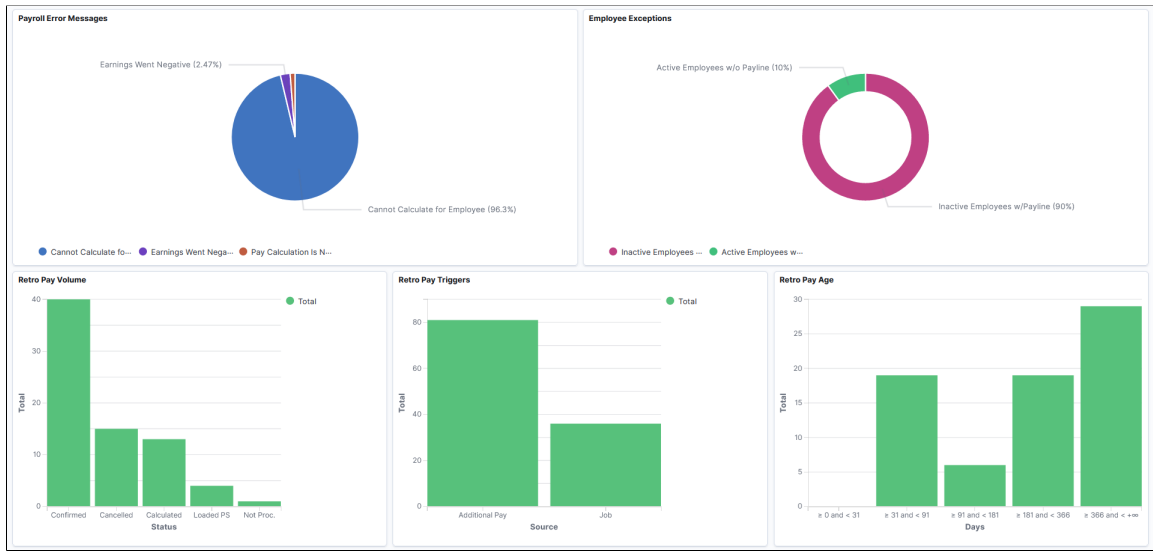 Payroll Error Messages
Earnings Went Negative (2.47%)
Cannot Calculate for Employee (96.3%)
Cannot Calculate fo··· Earnings Went Nega··· Pay Calculation Is N···
Employee Exceptions
Active Employees w/o Payline (10%)
Inactive Employees w/Payline (90%)
Inactive Employees ··· Active Employees w···
Retro Pay Volume
Total
40
30
20
10
0
Total
Confirmed Cancelled Calculated Loaded PS Not Proc.
Status
Retro Pay Triggers
Total
80
60
40
20
0
Total
Additional Pay Job
Source
Retro Pay Age
30
25
20
15
10
5
0
Total
≥ 0 and < 31 ≥ 31 and < 91 ≥ 91 and < 181 ≥ 181 and < 366 ≥ 366 and < +∞
Days